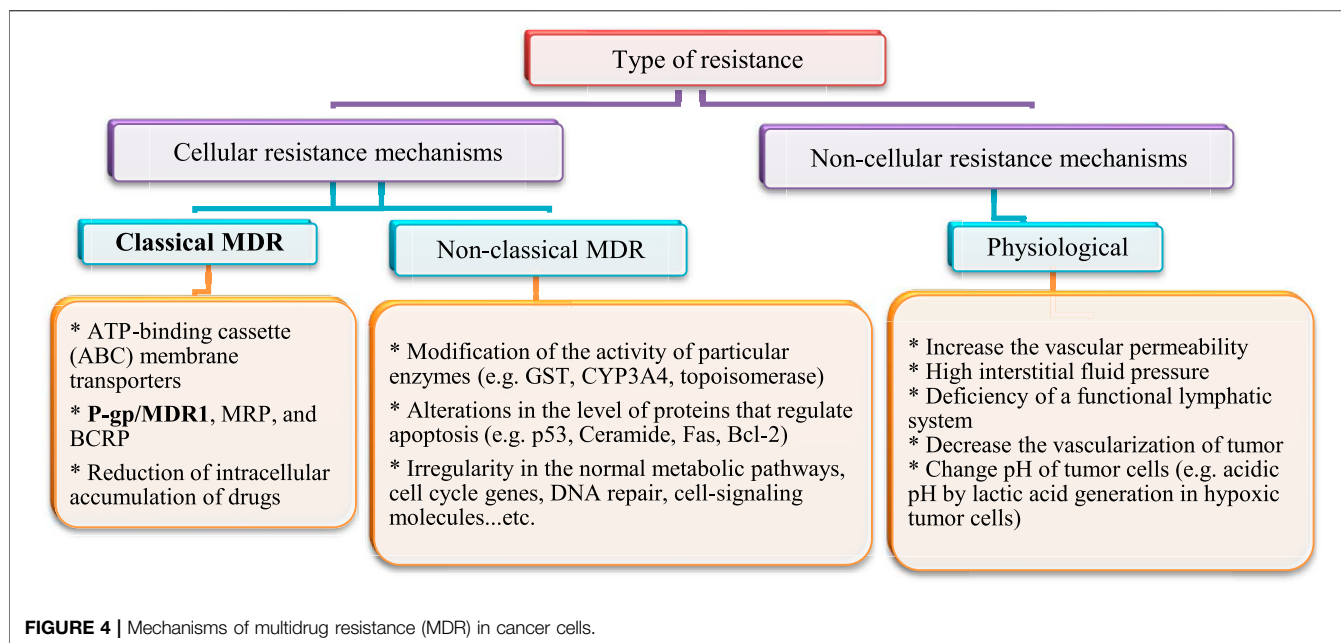 Type of resistance
Cellular resistance mechanisms
Non-cellular resistance mechanisms
Classical MDR
Non-classical MDR
Physiological
* ATP-binding cassette
(ABC) membrane
transporters
* P-gp/MDR1, MRP, and
BCRP
* Reduction of intracellular
accumulation of drugs
* Modification of the activity of particular
enzymes (e.g. GST, CYP3A4, topoisomerase)
* Alterations in the level of proteins that regulate
apoptosis (e.g. p53, Ceramide, Fas, Bcl-2)
* Irregularity in the normal metabolic pathways,
cell cycle genes, DNA repair, cell-signaling
molecules...etc.
* Increase the vascular permeability
* High interstitial fluid pressure
* Deficiency of a functional lymphatic
system
* Decrease the vascularization of tumor
* Change pH of tumor cells (e.g. acidic
pH by lactic acid generation in hypoxic
tumor cells)
FIGURE 4 | Mechanisms of multidrug resistance (MDR) in cancer cells.